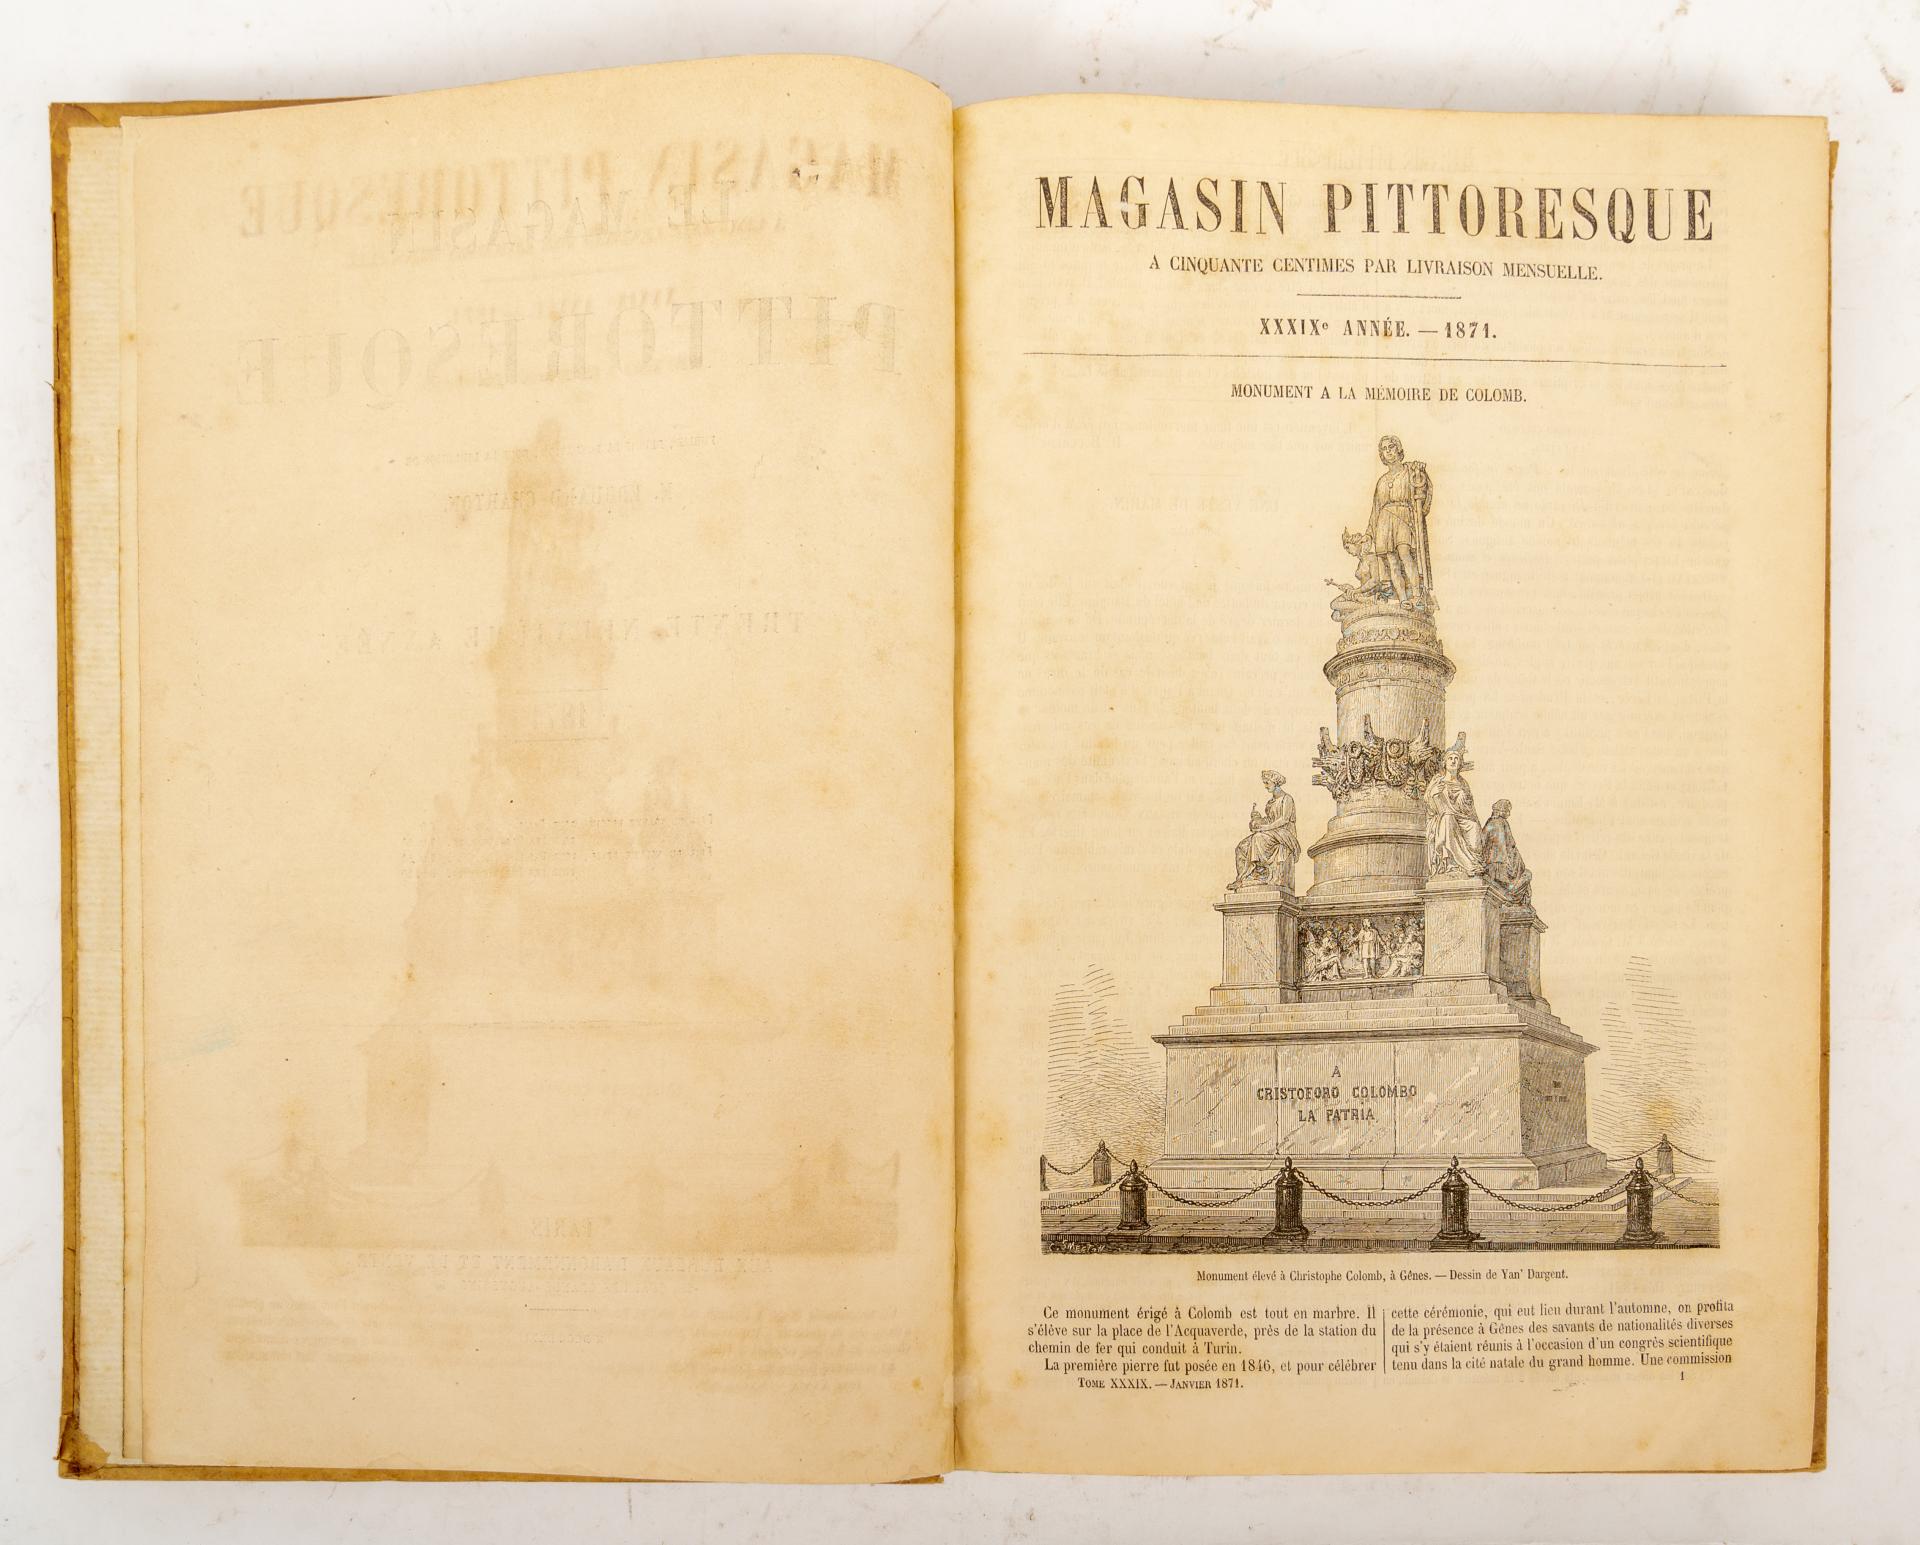 MAGASIN PITTORESQUE
A CINQUANTE CENTIMES PAR LIVRAISON MENSUELLE.
XXXIXe ANNÉE. — 1871.
MONUMENT A LA MÉMOIRE DE COLOMB.
A
CRISTOFORO COLOMBO
LA PATRIA
Monument élevé à Christophe Colomb, à Gênes. — Dessin de Yan' Dargent.
Ce monument érigé à Colomb est tout en marbre. Il
s'élève sur la place de l'Acquaverde, près de la station du
chemin de fer qui conduit à Turin.
La première pierre fut posée en 1846, et pour célébrer
cette cérémonie, qui eut lieu durant l'automne, on profita
de la présence à Gênes des savants de nationalités diverses
qui s'y étaient réunis à l'occasion d'un congrès scientifique
tenu dans la cité natale du grand homme. Une commission
TOME XXXIX. — JANVIER 1871.
1